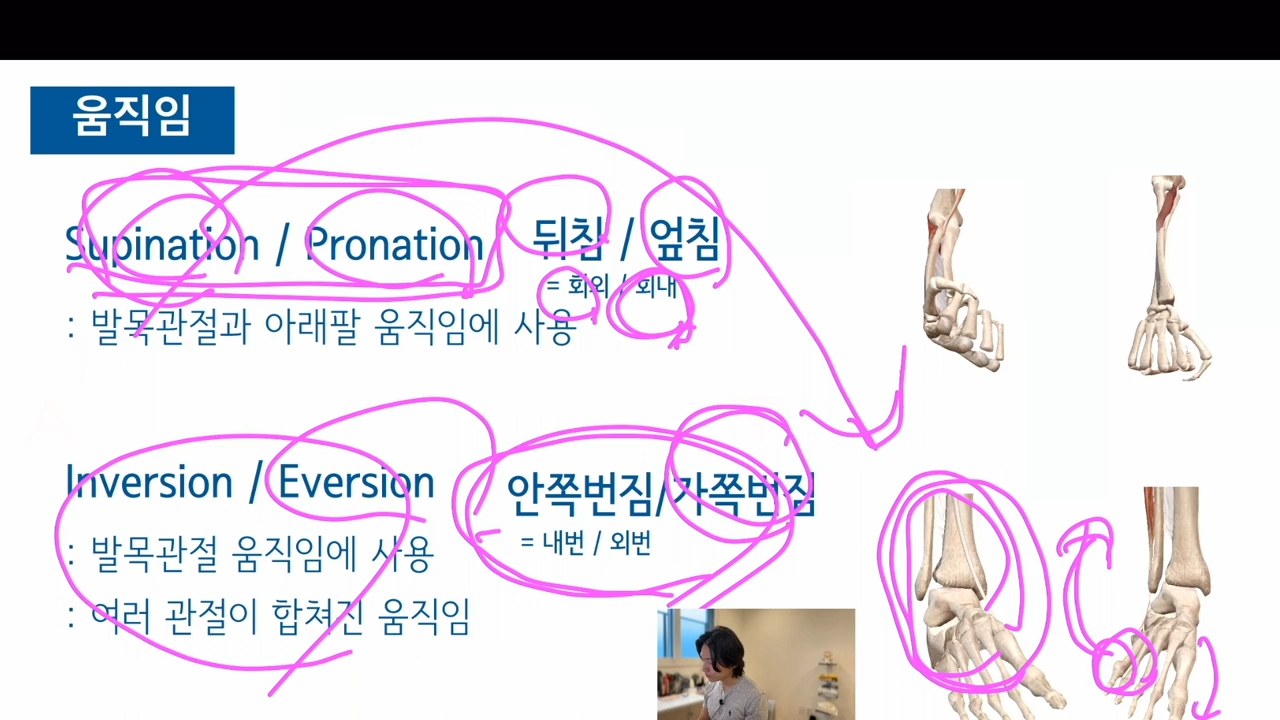 움직임
Supination / Pronation 뒤침 / 엎침
= 회외 / 회내
: 발목관절과 아래팔 움직임에 사용
Inversion / Eversion 안쪽번짐/가쪽번짐
= 내번 / 외번
: 발목관절 움직임에 사용
: 여러 관절이 합쳐진 움직임